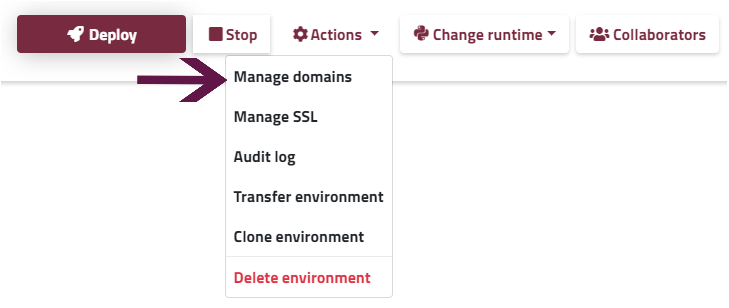 Deploy
Stop
Actions
Change runtime
Collaborators
Manage domains
Manage SSL
Audit log
Transfer environment
Clone environment
Delete environment